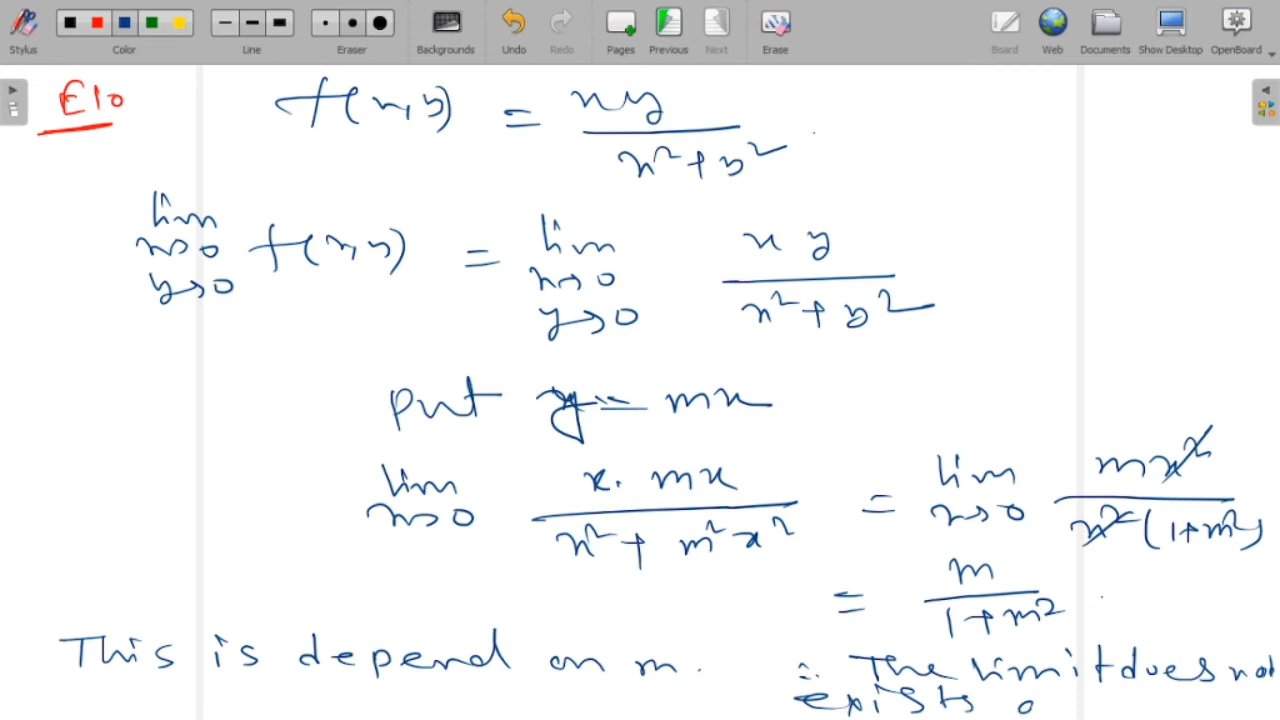 Stylus Color Line Eraser Backgrounds Undo Redo Pages Previous Next Erase Board Web Documents Show Desktop OpenBoard
E10 f(x,y) = xy / x²+y²
lim x→0 y→0 f(x,y) = lim x→0 y→0 x y / x²+y²
put y = mx
lim x→0 x. mx / x²+ m²x² = lim x→0 mx² / x²(1+m²)
= m / 1+m²
This is depend on m. ∴ The limit does not
exists